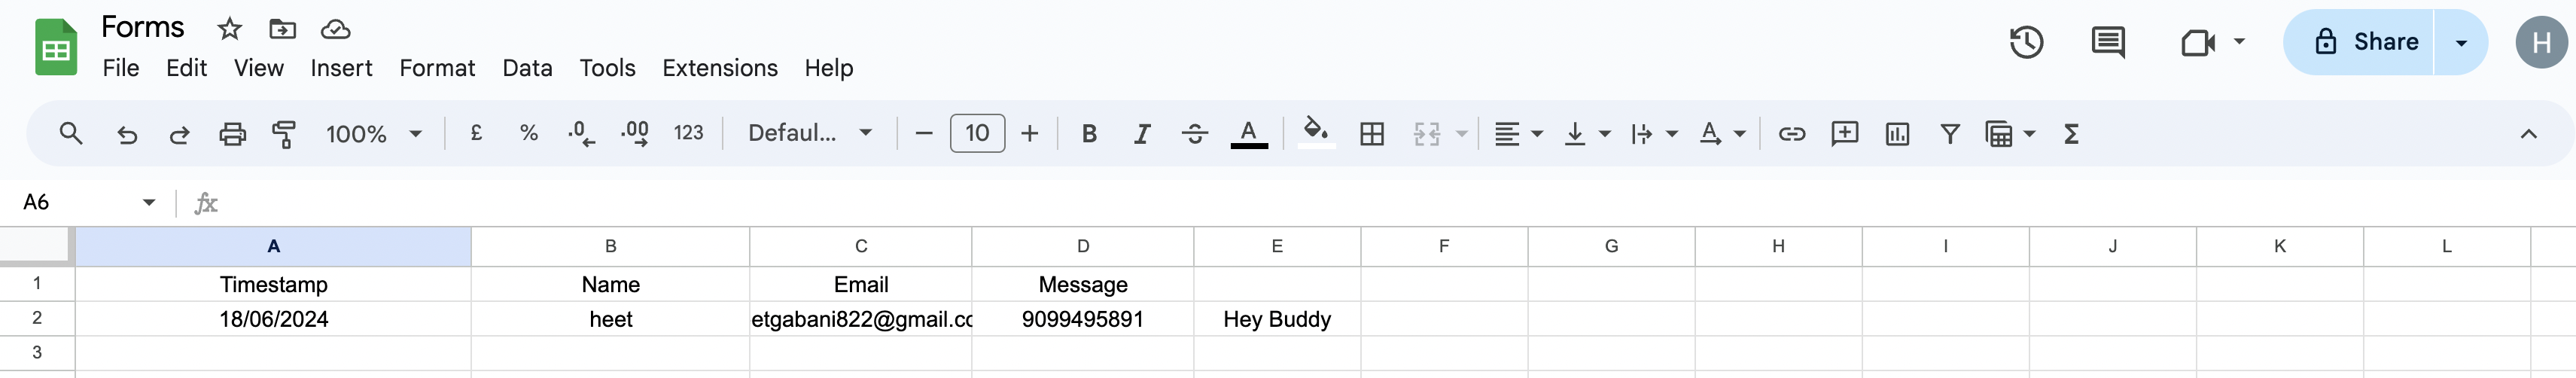 Forms
File Edit View Insert Format Data Tools Extensions Help
Share
H
100% £ % .0 .00 123 Defaul... 10 B I S A A Σ
A6 fx
A B C D E F G H I J K L
1 Timestamp Name Email Message
2 18/06/2024 heet etgabani822@gmail.co 9099495891 Hey Buddy
3